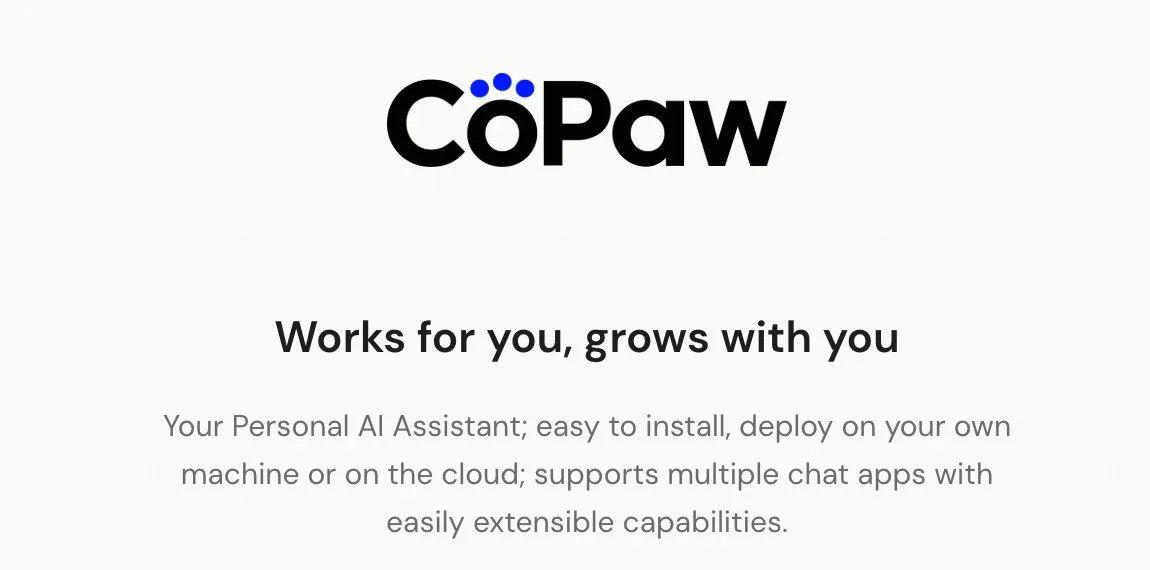 CoPaw
Works for you, grows with you
Your Personal AI Assistant; easy to install, deploy on your own
machine or on the cloud; supports multiple chat apps with
easily extensible capabilities.